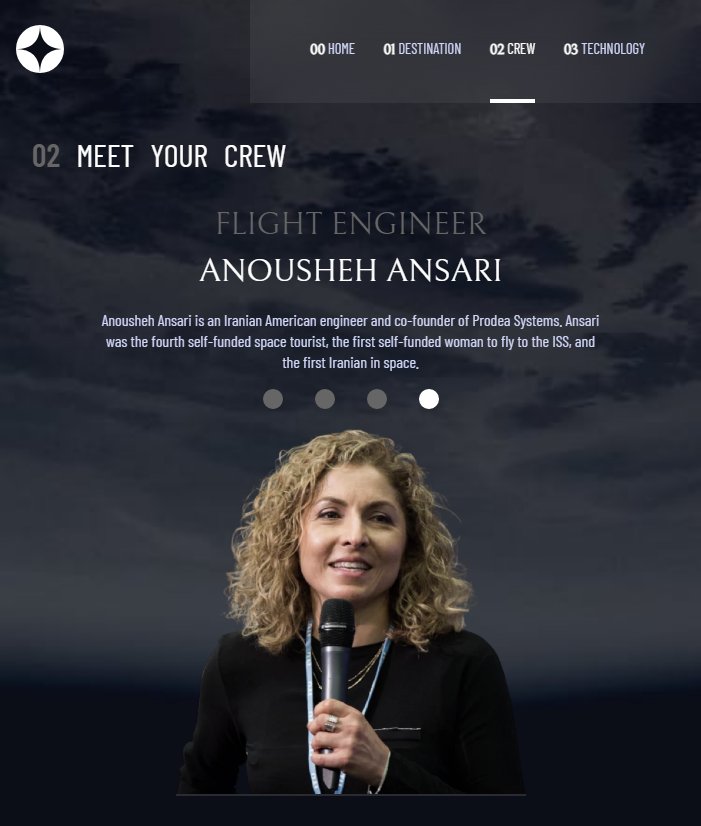 00 HOME 01 DESTINATION 02 CREW 03 TECHNOLOGY
02 MEET YOUR CREW
FLIGHT ENGINEER
ANOUSHEH ANSARI
Anousheh Ansari is an Iranian American engineer and co-founder of Prodea Systems. Ansari
was the fourth self-funded space tourist, the first self-funded woman to fly to the ISS, and
the first Iranian in space.